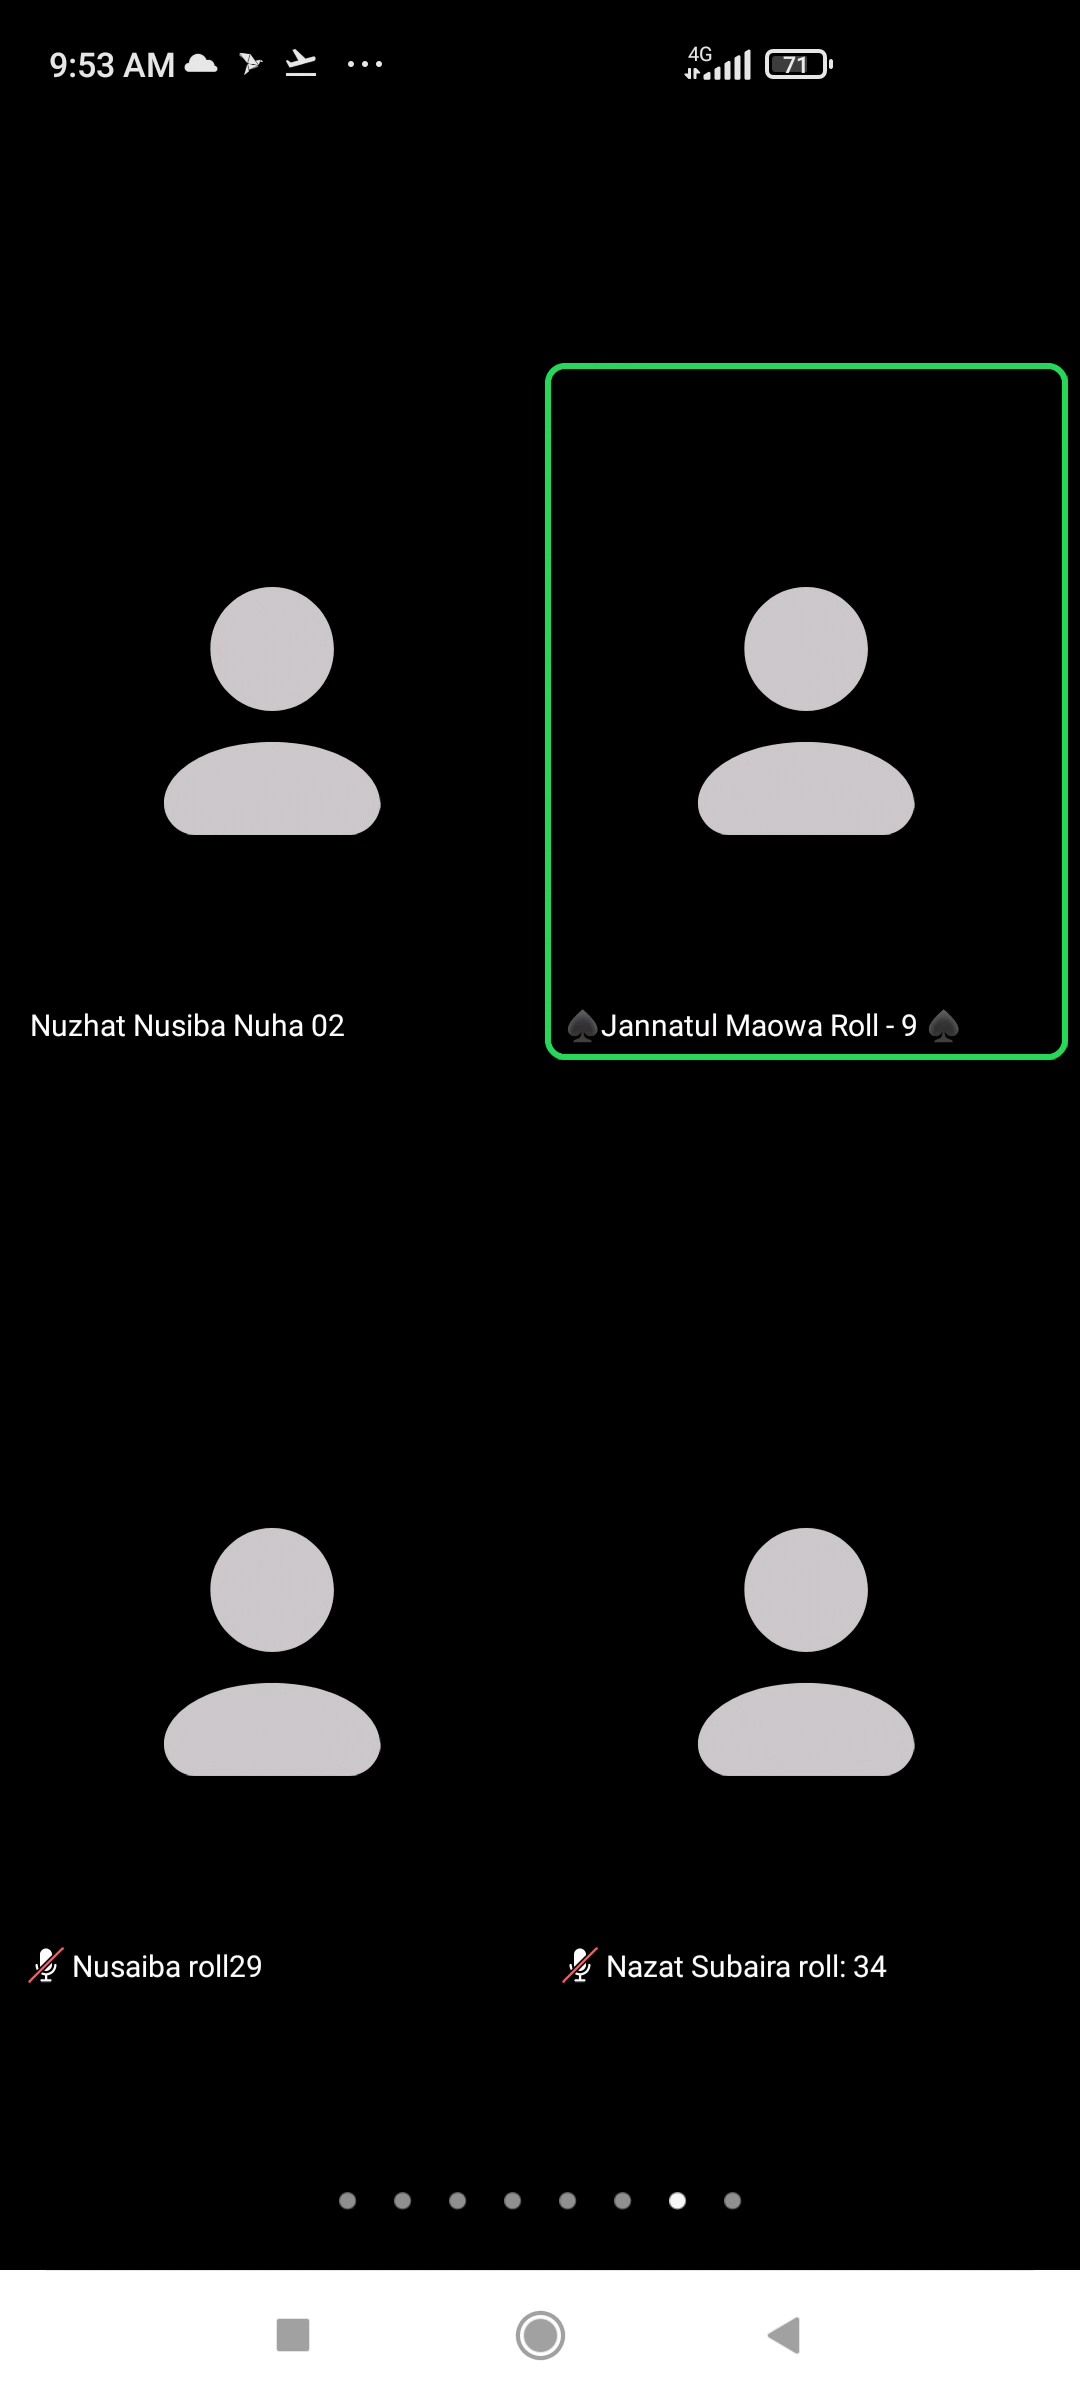 9:53 AM 4G 71
Nuzhat Nusiba Nuha 02
♠Jannatul Maowa Roll - 9 ♠
Nusaiba roll29
Nazat Subaira roll: 34